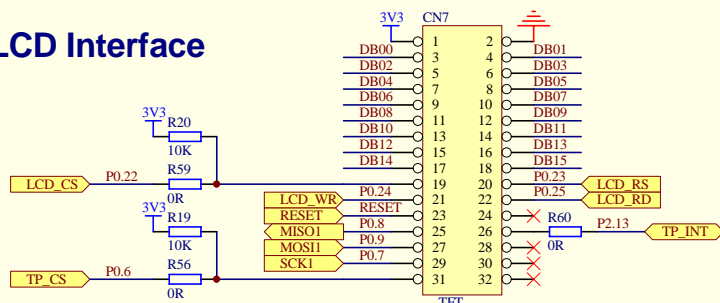 LCD Interface
3V3 CN7
1 2
DB00 3 4 DB01
DB02 5 6 DB03
DB04 7 8 DB05
DB06 9 10 DB07
3V3 R20 DB08 11 12 DB09
10K DB10 13 14 DB11
DB12 15 16 DB13
R59 DB14 17 18 DB15
LCD_CS P0.22 0R 19 20 P0.23 LCD_RS
LCD_WR P0.24 21 22 P0.25 LCD_RD
3V3 R19 RESET RESET 23 24
10K MISO1 P0.8 25 26 R60 0R P2.13 TP_INT
MOSI1 P0.9 27 28
R56 SCK1 P0.7 29 30
TP_CS P0.6 0R 31 32
TFT